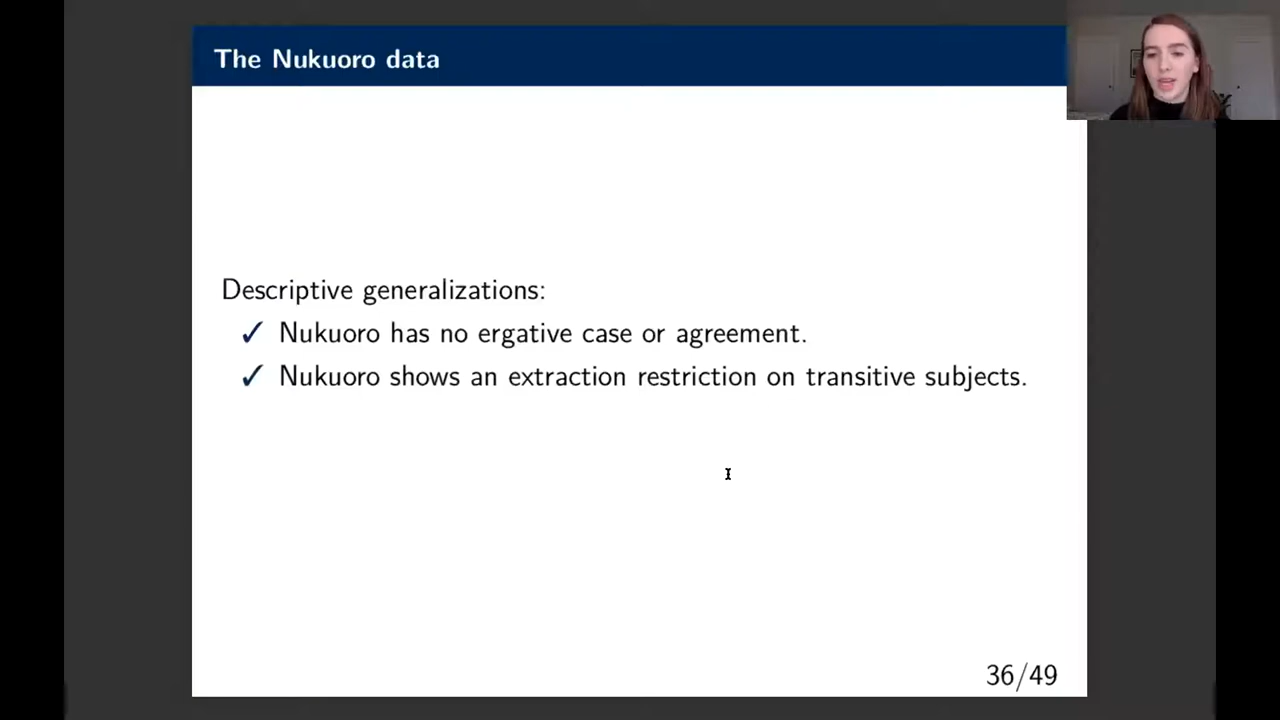 The Nukuoro data
Descriptive generalizations:
✓ Nukuoro has no ergative case or agreement.
✓ Nukuoro shows an extraction restriction on transitive subjects.
36/49